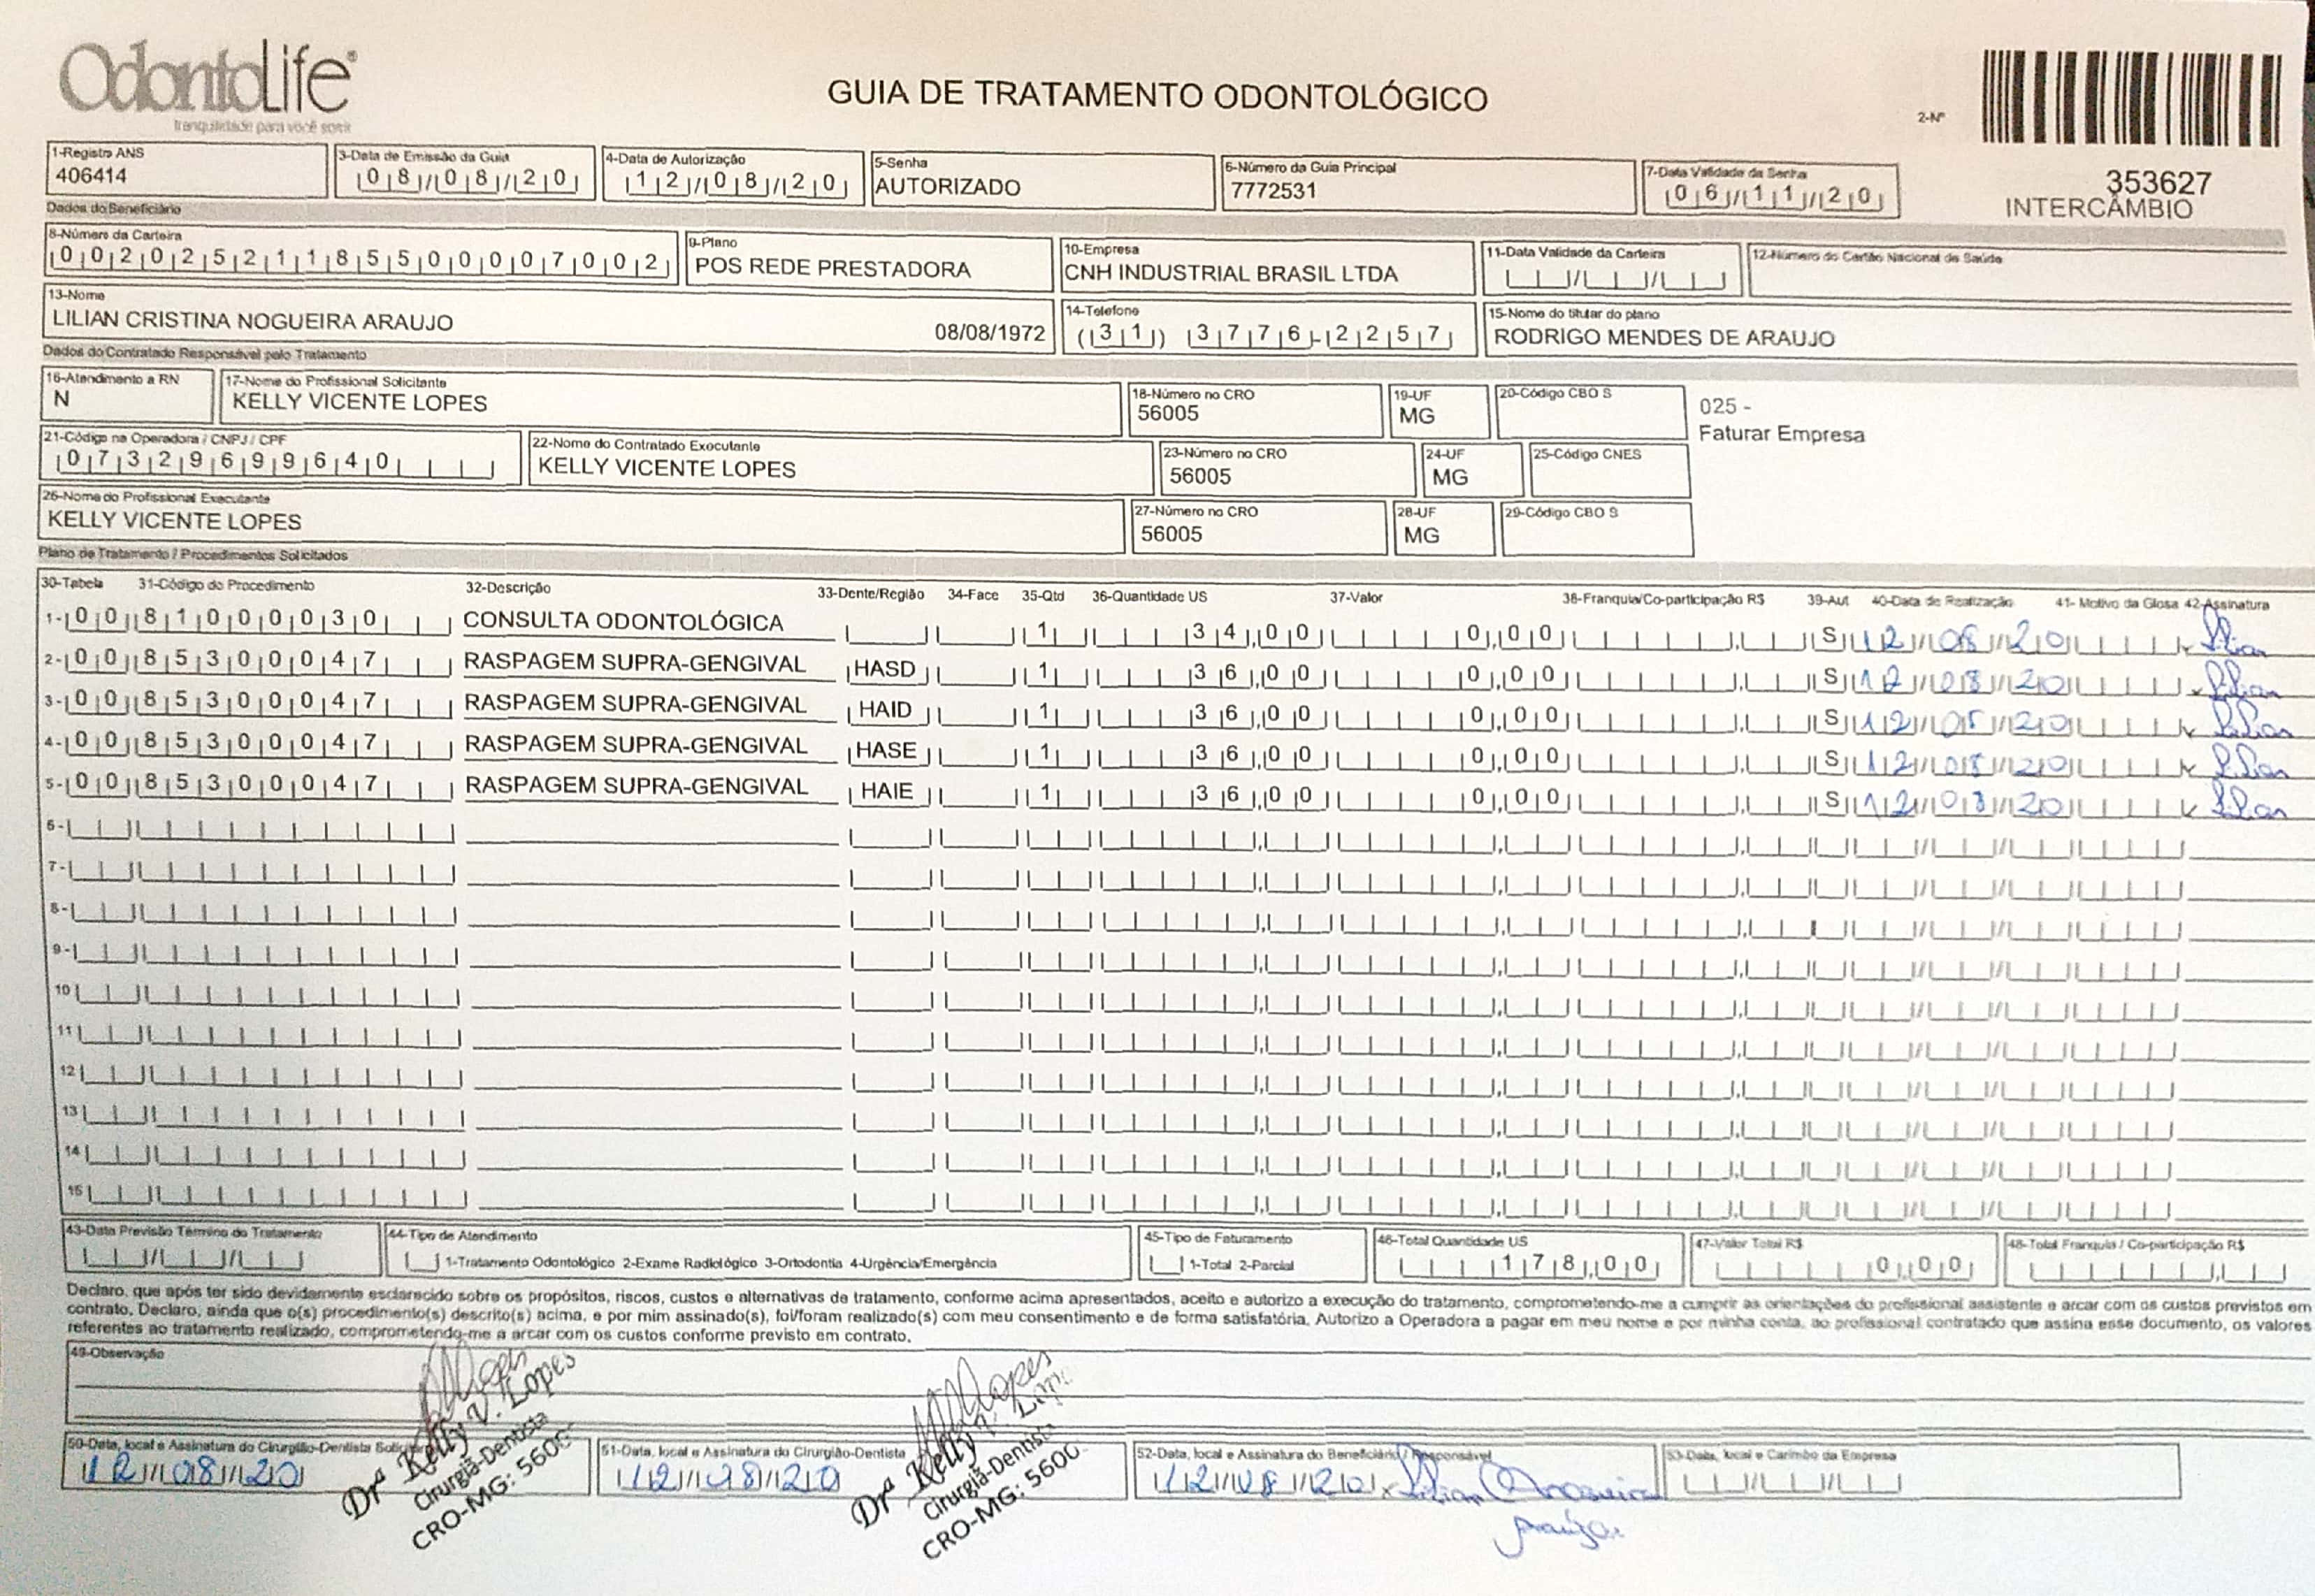 OdontoLife
tranquilidade para você sorrir
GUIA DE TRATAMENTO ODONTOLÓGICO
2-Nº
353627
INTERCÂMBIO
1-Registro ANS
406414
3-Data de Emissão da Guia
08/08/20
4-Data de Autorização
12/08/20
5-Senha
AUTORIZADO
6-Número da Guia Principal
7772531
7-Data Validade da Senha
06/11/20
Dados do Beneficiário
8-Número da Carteira
00202521185500007002
9-Plano
POS REDE PRESTADORA
10-Empresa
CNH INDUSTRIAL BRASIL LTDA
11-Data Validade da Carteira
12-Número do Cartão Nacional de Saúde
13-Nome
LILIAN CRISTINA NOGUEIRA ARAUJO 08/08/1972
14-Telefone
(31) 3776-2257
15-Nome do titular do plano
RODRIGO MENDES DE ARAUJO
Dados do Contratado Responsável pelo Tratamento
16-Atendimento a RN
N
17-Nome do Profissional Solicitante
KELLY VICENTE LOPES
18-Número no CRO
56005
19-UF
MG
20-Código CBO S
025 -
Faturar Empresa
21-Código na Operadora / CNPJ / CPF
07329699640
22-Nome do Contratado Executante
KELLY VICENTE LOPES
23-Número no CRO
56005
24-UF
MG
25-Código CNES
26-Nome do Profissional Executante
KELLY VICENTE LOPES
27-Número no CRO
56005
28-UF
MG
29-Código CBO S
Plano de Tratamento / Procedimentos Solicitados
30-Tabela 31-Código do Procedimento 32-Descrição 33-Dente/Região 34-Face 35-Qtd 36-Quantidade US 37-Valor 38-Franquia/Co-participação R$ 39-Aut 40-Data de Realização 41- Motivo da Glosa 42-Assinatura
1- 00 81000030 CONSULTA ODONTOLÓGICA 1 34,00 0,00 S 12/08/20 Lilian
2- 00 85300047 RASPAGEM SUPRA-GENGIVAL HASD 1 36,00 0,00 S 12/08/20 Lilian
3- 00 85300047 RASPAGEM SUPRA-GENGIVAL HAID 1 36,00 0,00 S 12/08/20 Lilian
4- 00 85300047 RASPAGEM SUPRA-GENGIVAL HASE 1 36,00 0,00 S 12/08/20 Lilian
5- 00 85300047 RASPAGEM SUPRA-GENGIVAL HAIE 1 36,00 0,00 S 12/08/20 Lilian
6-
7-
8-
9-
10
11
12
13
14
15
43-Data Previsão Término do Tratamento
44-Tipo de Atendimento
1-Tratamento Odontológico 2-Exame Radiológico 3-Ortodontia 4-Urgência/Emergência
45-Tipo de Faturamento
1-Total 2-Parcial
46-Total Quantidade US
178,00
47-Valor Total R$
0,00
48-Total Franquia / Co-participação R$
Declaro, que após ter sido devidamente esclarecido sobre os propósitos, riscos, custos e alternativas de tratamento, conforme acima apresentados, aceito e autorizo a execução do tratamento, comprometendo-me a cumprir as orientações do profissional assistente e arcar com os custos previstos em
contrato. Declaro, ainda que o(s) procedimento(s) descrito(s) acima, e por mim assinado(s), foi/foram realizado(s) com meu consentimento e de forma satisfatória. Autorizo a Operadora a pagar em meu nome e por minha conta, ao profissional contratado que assina esse documento, os valores
referentes ao tratamento realizado, comprometendo-me a arcar com os custos conforme previsto em contrato.
49-Observação
50-Data, local e Assinatura do Cirurgião-Dentista
12/08/20
Drª Kelly V. Lopes
Cirurgiã-Dentista
CRO-MG: 5600
51-Data, local e Assinatura do Cirurgião-Dentista
12/08/20
Drª Kelly V. Lope
Cirurgiã-Dentista
CRO-MG: 5600
52-Data, local e Assinatura do Beneficiário / Responsável
12/08/20 x Lilian Nogueira
Araújo
53-Data, local e Carimbo da Empresa